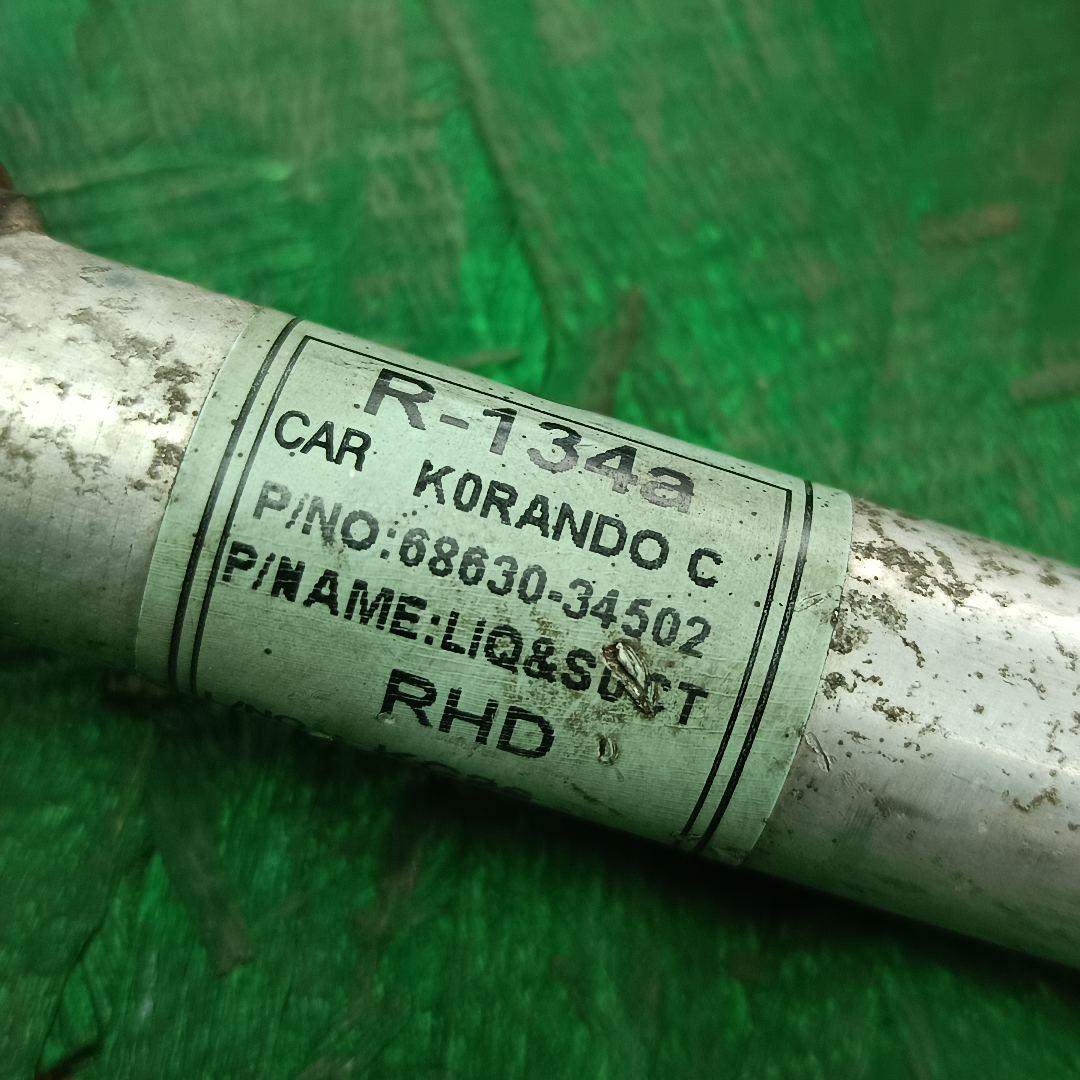 R-134a
CAR K0RANDO C
P/NO:68630-34502
P/NAME:LIQ&SUCT
RHD